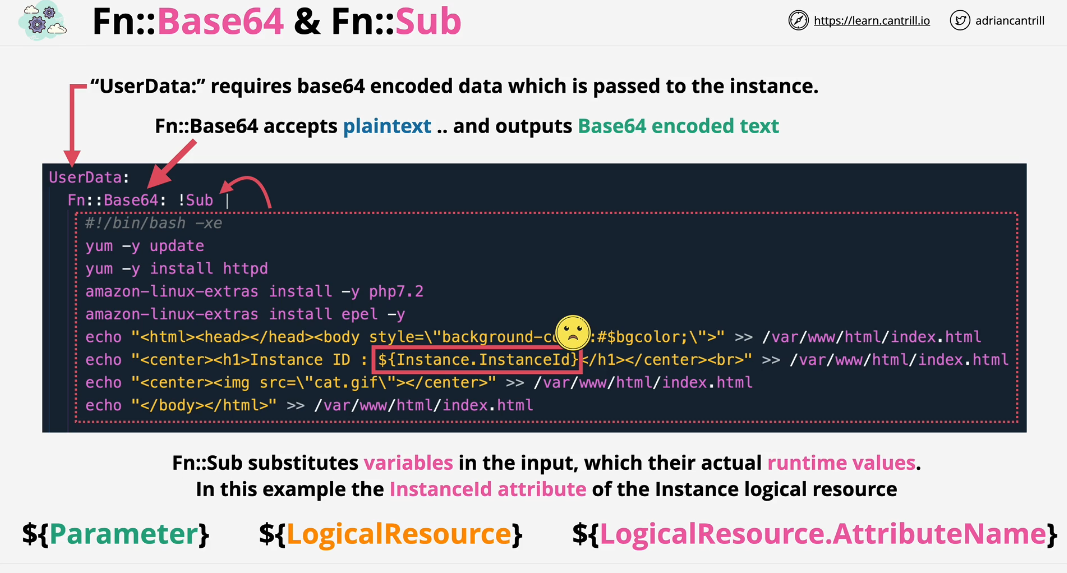 Fn::Base64 & Fn::Sub
https://learn.cantrill.io
adriancantrill
“UserData:” requires base64 encoded data which is passed to the instance.
Fn::Base64 accepts plaintext .. and outputs Base64 encoded text
UserData:
Fn::Base64: !Sub |
#!/bin/bash -xe
yum -y update
yum -y install httpd
amazon-linux-extras install -y php7.2
amazon-linux-extras install epel -y
echo "<html><head></head><body style=\"background-co :#$bgcolor;\">" >> /var/www/html/index.html
echo "<center><h1>Instance ID : ${Instance.InstanceId}</h1></center><br>" >> /var/www/html/index.html
echo "<center><img src=\"cat.gif\"></center>" >> /var/www/html/index.html
echo "</body></html>" >> /var/www/html/index.html
Fn::Sub substitutes variables in the input, which their actual runtime values.
In this example the InstanceId attribute of the Instance logical resource
${Parameter}
${LogicalResource}
${LogicalResource.AttributeName}